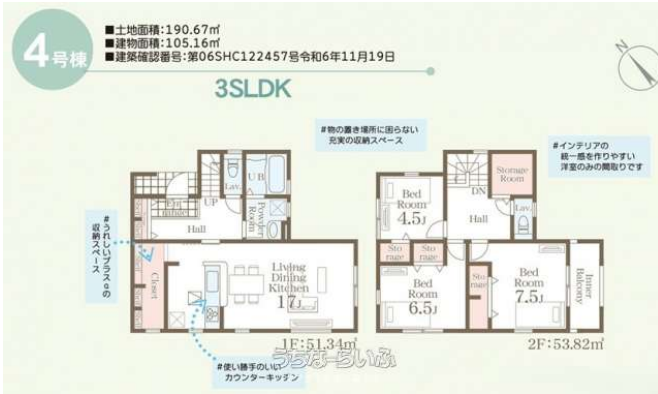 4号棟
■土地面積:190.67㎡
■建物面積:105.16㎡
■建築確認番号:第06SHC122457号令和6年11月19日
3SLDK
N
#物の置き場所に困らない
充実の収納スペース
#インテリアの
統一感を作りやすい
洋室のみの間取りです
#うれしいプラスαの
収納スペース
Entrance
UP
Lav.
UB
Hall
Powder
Room
Closet
Living
Dining
Kitchen
17J
1F:51.34㎡
#使い勝手のいい
カウンターキッチン
Bed
Room
4.5J
DN
Storage
Room
Hall
Lav.
Sto
rage
Sto
rage
Bed
Room
6.5J
Sto
rage
Bed
Room
7.5J
Inner
Balcony
2F:53.82㎡
うちなーらいふ